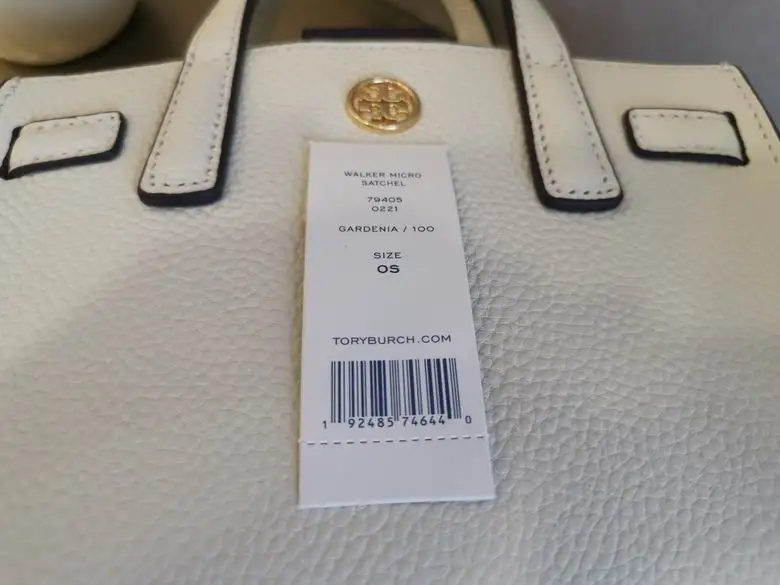 WALKER MICRO
SATCHEL
79405
0221
GARDENIA / 100
SIZE
OS
TORYBURCH.COM
1 92485 74644 0